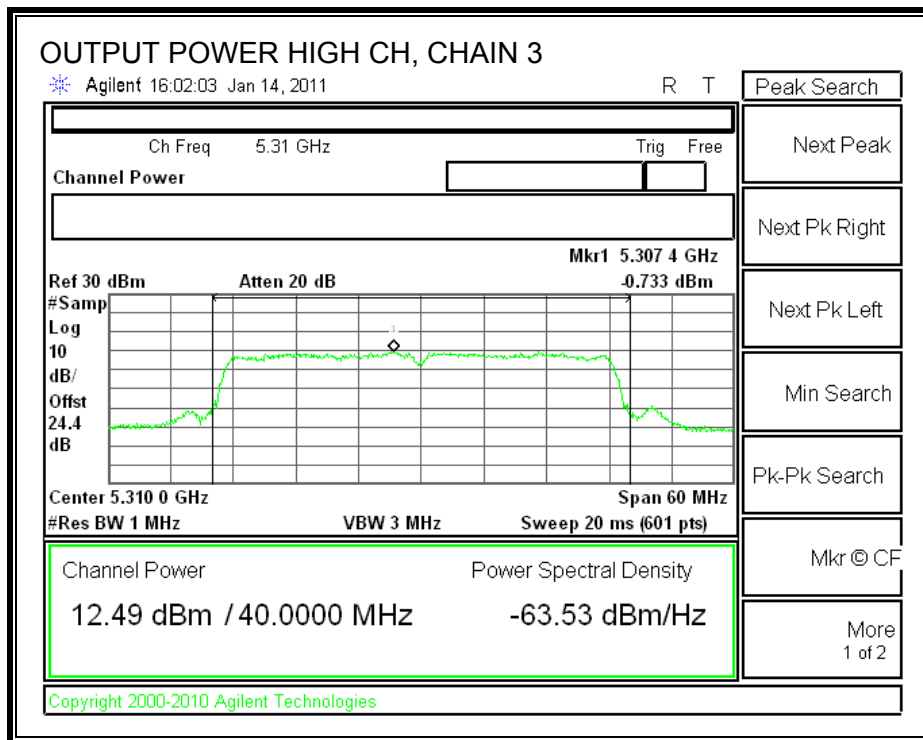 OUTPUT POWER HIGH CH, CHAIN 3
Agilent 16:02:03 Jan 14, 2011 R T
Peak Search
Ch Freq 5.31 GHz Trig Free
Channel Power
Next Peak
Next Pk Right
Mkr1 5.307 4 GHz
Ref 30 dBm Atten 20 dB -0.733 dBm
#Samp
Log
10
dB/
Offst
24.4
dB
1
Next Pk Left
Min Search
Pk-Pk Search
Center 5.310 0 GHz Span 60 MHz
#Res BW 1 MHz VBW 3 MHz Sweep 20 ms (601 pts)
Channel Power Power Spectral Density
12.49 dBm / 40.0000 MHz -63.53 dBm/Hz
Mkr © CF
More
1 of 2
Copyright 2000-2010 Agilent Technologies